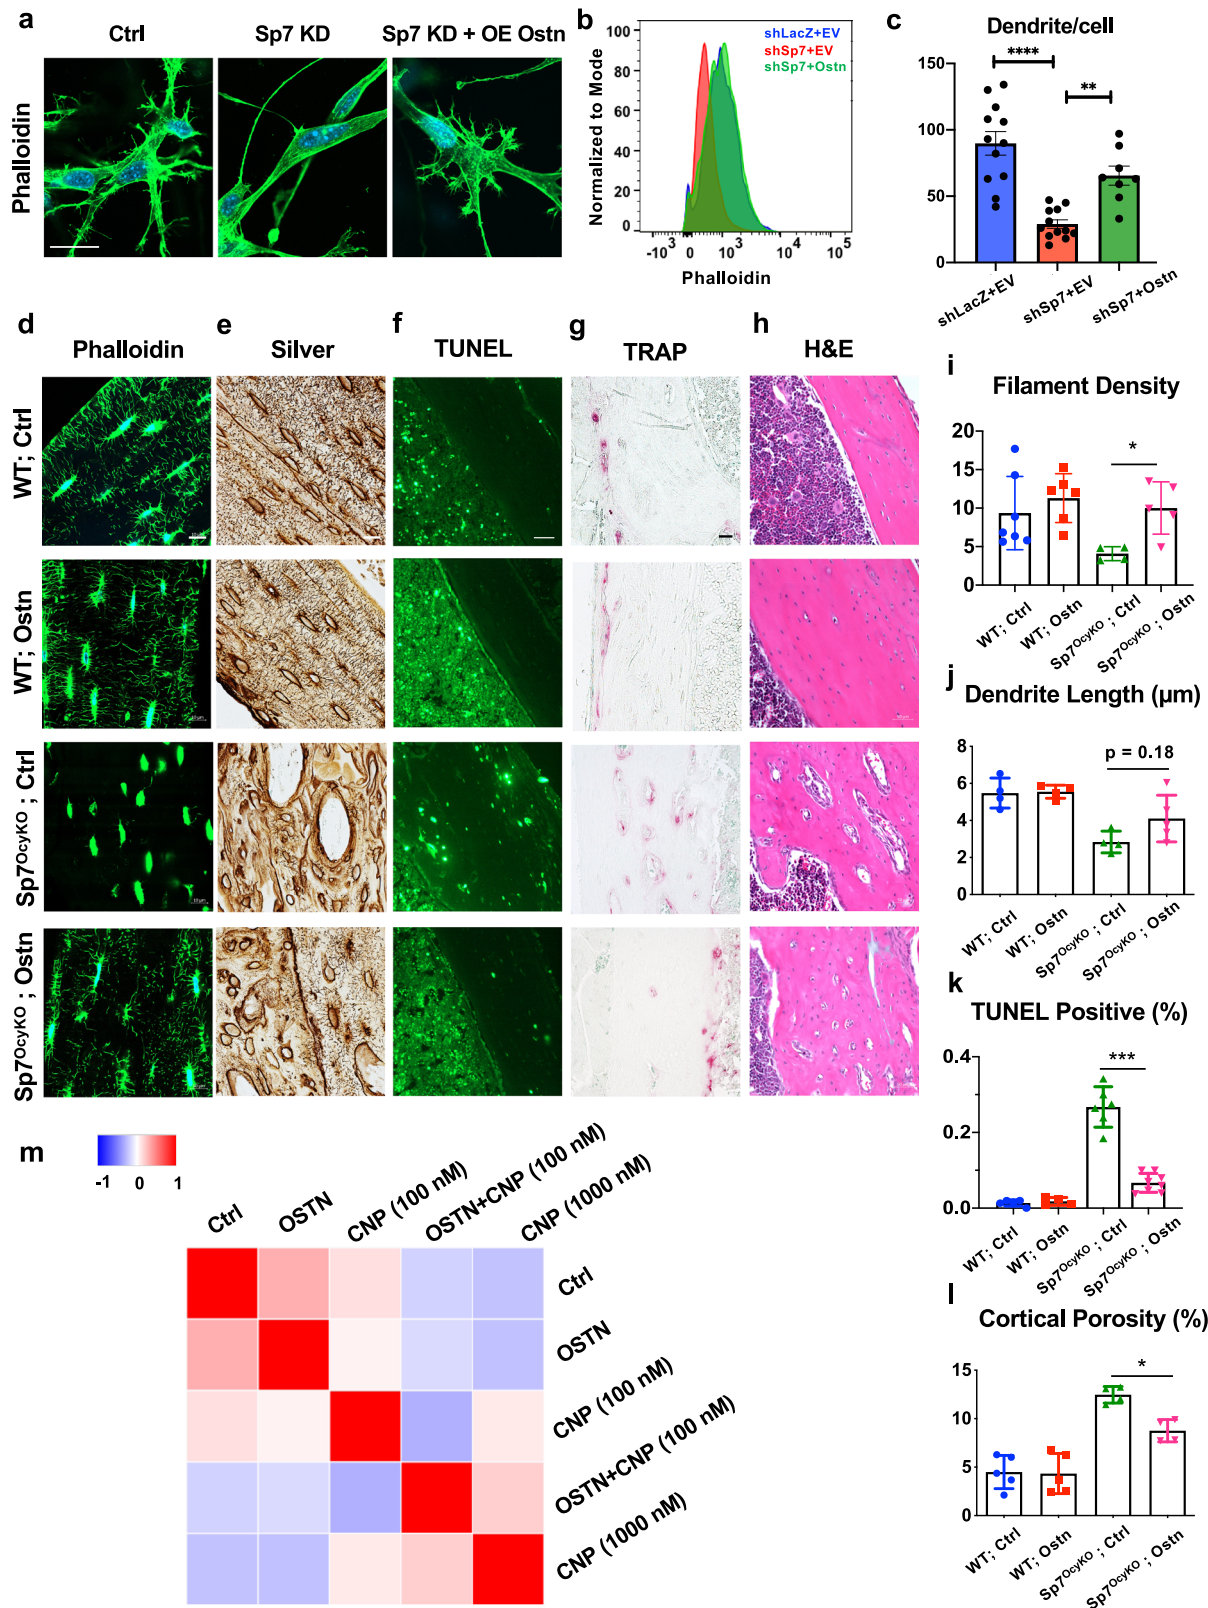 a
Ctrl
Sp7 KD
Sp7 KD + OE Ostn
Phalloidin
b
shLacZ+EV
shSp7+EV
shSp7+Ostn
Normalized to Mode
100
80
60
40
20
0
-10³ 0 10³ 10⁴ 10⁵
Phalloidin
c
Dendrite/cell
****
**
150
100
50
0
shLacZ+EV
shSp7+EV
shSp7+Ostn
d
Phalloidin
e
Silver
f
TUNEL
g
TRAP
h
H&E
WT; Ctrl
WT; Ostn
Sp7ᴼᶜʸᴷᴼ ; Ctrl
Sp7ᴼᶜʸᴷᴼ ; Ostn
i
Filament Density
*
20
15
10
5
0
WT; Ctrl
WT; Ostn
Sp7ᴼᶜʸᴷᴼ ; Ctrl
Sp7ᴼᶜʸᴷᴼ ; Ostn
j
Dendrite Length (µm)
p = 0.18
8
6
4
2
0
WT; Ctrl
WT; Ostn
Sp7ᴼᶜʸᴷᴼ ; Ctrl
Sp7ᴼᶜʸᴷᴼ ; Ostn
k
TUNEL Positive (%)
***
0.4
0.2
0.0
WT; Ctrl
WT; Ostn
Sp7ᴼᶜʸᴷᴼ ; Ctrl
Sp7ᴼᶜʸᴷᴼ ; Ostn
l
Cortical Porosity (%)
*
15
10
5
0
WT; Ctrl
WT; Ostn
Sp7ᴼᶜʸᴷᴼ ; Ctrl
Sp7ᴼᶜʸᴷᴼ ; Ostn
m
-1 0 1
Ctrl
OSTN
CNP (100 nM)
OSTN+CNP (100 nM)
CNP (1000 nM)
Ctrl
OSTN
CNP (100 nM)
OSTN+CNP (100 nM)
CNP (1000 nM)